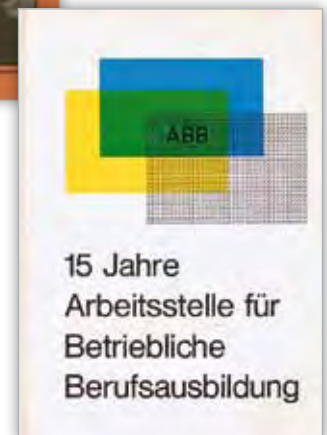 ABB
15 Jahre
Arbeitsstelle für
Betriebliche
Berufsausbildung